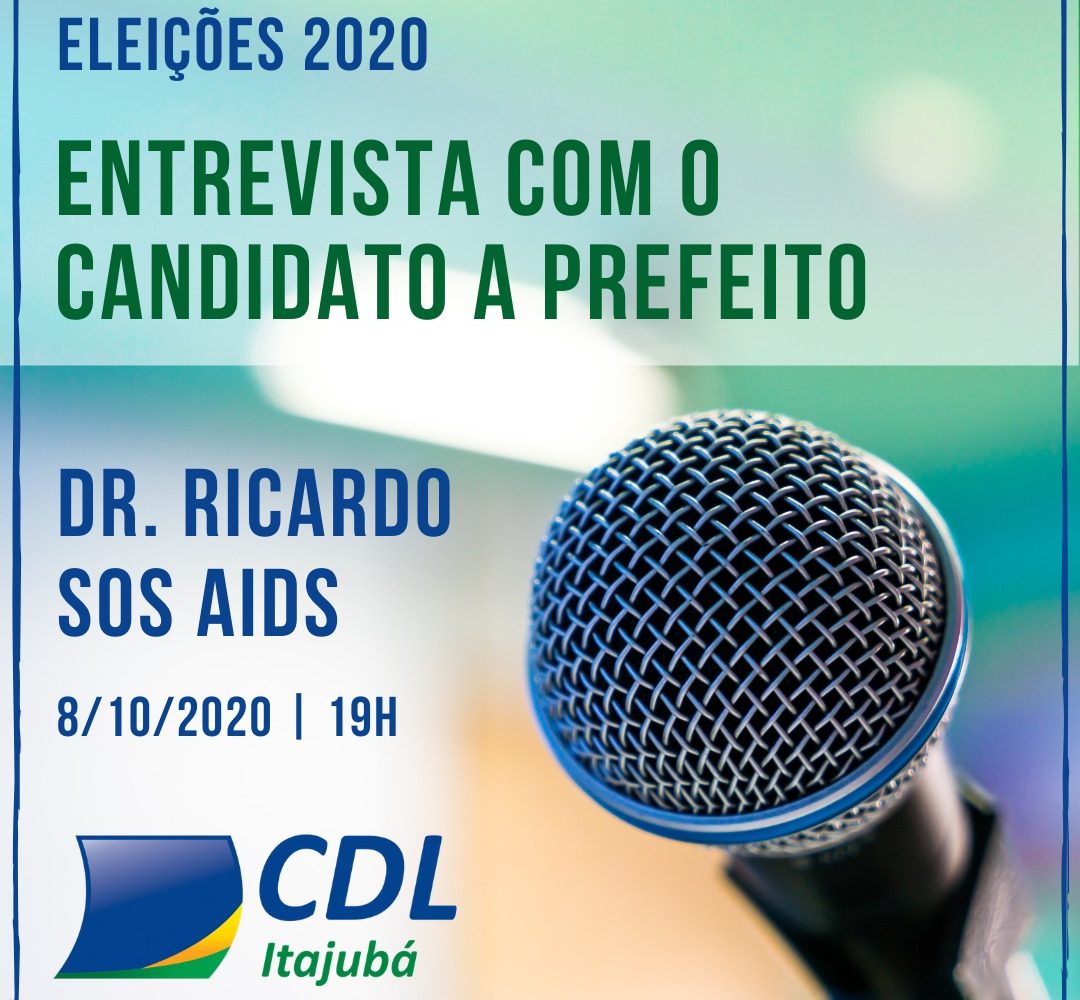 ELEIÇÕES 2020
ENTREVISTA COM O
CANDIDATO A PREFEITO
DR. RICARDO
SOS AIDS
8/10/2020 | 19H
CDL
Itajubá